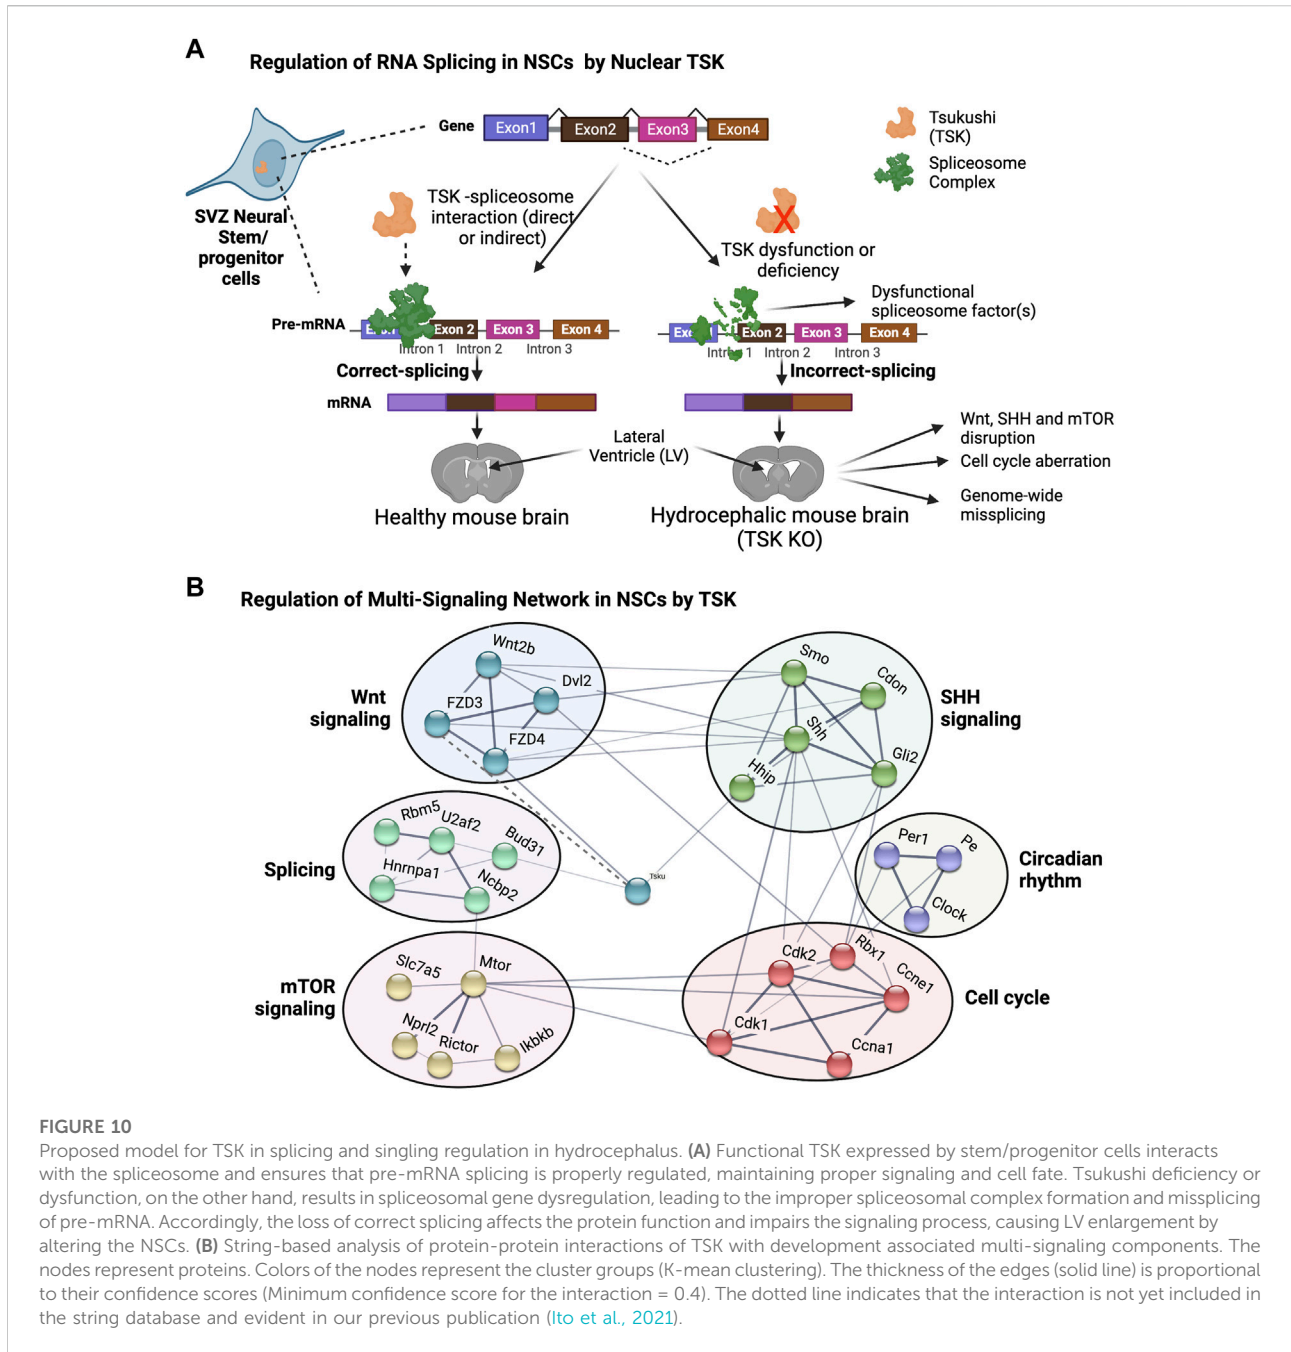 A
Regulation of RNA Splicing in NSCs by Nuclear TSK
Gene
Exon1
Exon2
Exon3
Exon4
Tsukushi
(TSK)
Spliceosome
Complex
SVZ Neural
Stem/
progenitor
cells
TSK -spliceosome
interaction (direct
or indirect)
TSK dysfunction or
deficiency
Dysfunctional
spliceosome factor(s)
Pre-mRNA
Exon 2
Exon 3
Exon 4
Intron 1
Intron 2
Intron 3
Exon 2
Exon 3
Exon 4
Intron 1
Intron 2
Intron 3
Correct-splicing
Incorrect-splicing
mRNA
Lateral
Ventricle (LV)
Healthy mouse brain
Hydrocephalic mouse brain
(TSK KO)
Wnt, SHH and mTOR
disruption
Cell cycle aberration
Genome-wide
missplicing
B
Regulation of Multi-Signaling Network in NSCs by TSK
Wnt
signaling
Wnt2b
Dvl2
FZD3
FZD4
SHH
signaling
Smo
Cdon
Shh
Gli2
Hhip
Splicing
Rbm5
U2af2
Bud31
Hnrnpa1
Ncbp2
Tsku
Circadian
rhythm
Per1
Pe
Clock
mTOR
signaling
Slc7a5
Mtor
Nprl2
Rictor
Ikbkb
Cell cycle
Cdk2
Rbx1
Ccne1
Cdk1
Ccna1
FIGURE 10
Proposed model for TSK in splicing and singling regulation in hydrocephalus. (A) Functional TSK expressed by stem/progenitor cells interacts
with the spliceosome and ensures that pre-mRNA splicing is properly regulated, maintaining proper signaling and cell fate. Tsukushi deficiency or
dysfunction, on the other hand, results in spliceosomal gene dysregulation, leading to the improper spliceosomal complex formation and missplicing
of pre-mRNA. Accordingly, the loss of correct splicing affects the protein function and impairs the signaling process, causing LV enlargement by
altering the NSCs. (B) String-based analysis of protein-protein interactions of TSK with development associated multi-signaling components. The
nodes represent proteins. Colors of the nodes represent the cluster groups (K-mean clustering). The thickness of the edges (solid line) is proportional
to their confidence scores (Minimum confidence score for the interaction = 0.4). The dotted line indicates that the interaction is not yet included in
the string database and evident in our previous publication (Ito et al., 2021).